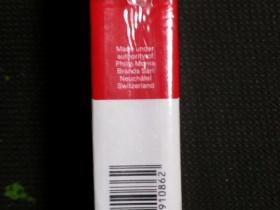 Made under
authority of
Philip Morris
Brands Sàrl
Neuchâtel
Switzerland
910862